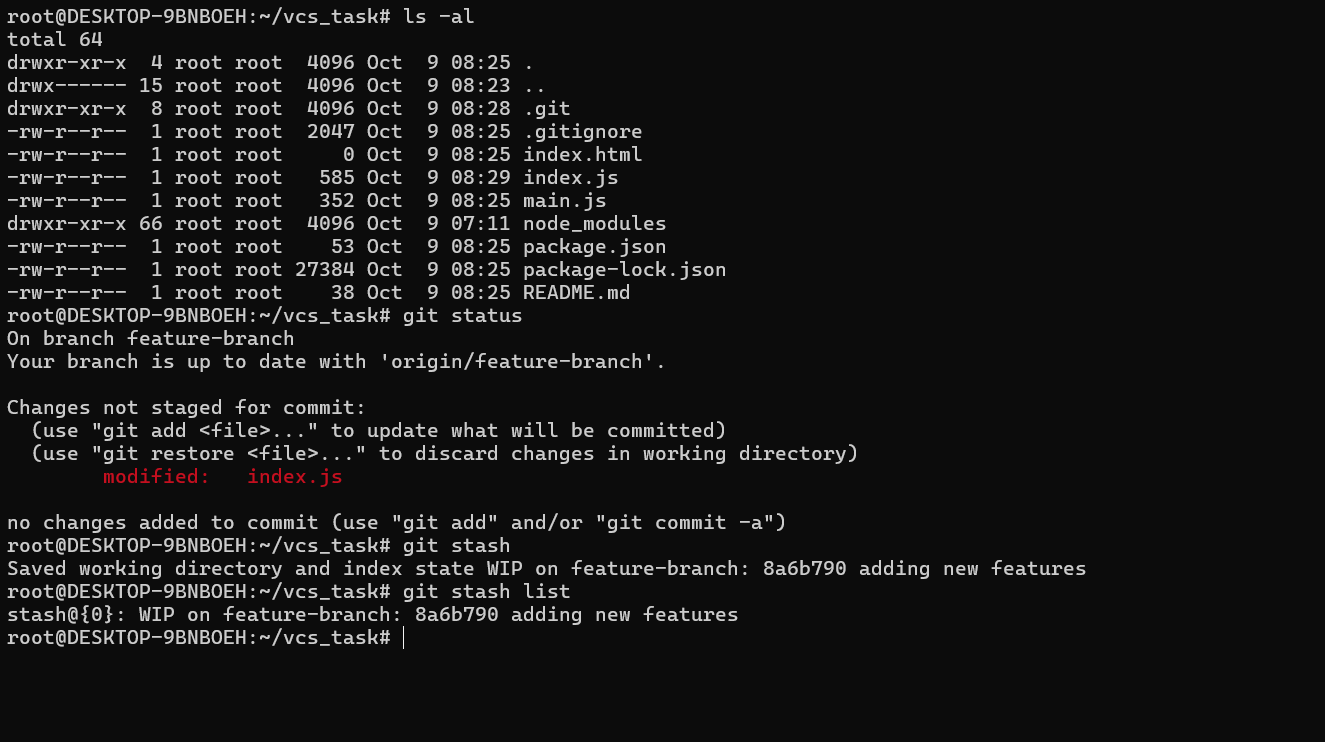 root@DESKTOP-9BNBOEH:~/vcs_task# ls -al
total 64
drwxr-xr-x  4 root root  4096 Oct  9 08:25 .
drwx------ 15 root root  4096 Oct  9 08:23 ..
drwxr-xr-x  8 root root  4096 Oct  9 08:28 .git
-rw-r--r--  1 root root  2047 Oct  9 08:25 .gitignore
-rw-r--r--  1 root root     0 Oct  9 08:25 index.html
-rw-r--r--  1 root root   585 Oct  9 08:29 index.js
-rw-r--r--  1 root root   352 Oct  9 08:25 main.js
drwxr-xr-x 66 root root  4096 Oct  9 07:11 node_modules
-rw-r--r--  1 root root    53 Oct  9 08:25 package.json
-rw-r--r--  1 root root 27384 Oct  9 08:25 package-lock.json
-rw-r--r--  1 root root    38 Oct  9 08:25 README.md
root@DESKTOP-9BNBOEH:~/vcs_task# git status
On branch feature-branch
Your branch is up to date with 'origin/feature-branch'.

Changes not staged for commit:
  (use "git add <file>..." to update what will be committed)
  (use "git restore <file>..." to discard changes in working directory)
        modified:   index.js

no changes added to commit (use "git add" and/or "git commit -a")
root@DESKTOP-9BNBOEH:~/vcs_task# git stash
Saved working directory and index state WIP on feature-branch: 8a6b790 adding new features
root@DESKTOP-9BNBOEH:~/vcs_task# git stash list
stash@{0}: WIP on feature-branch: 8a6b790 adding new features
root@DESKTOP-9BNBOEH:~/vcs_task#